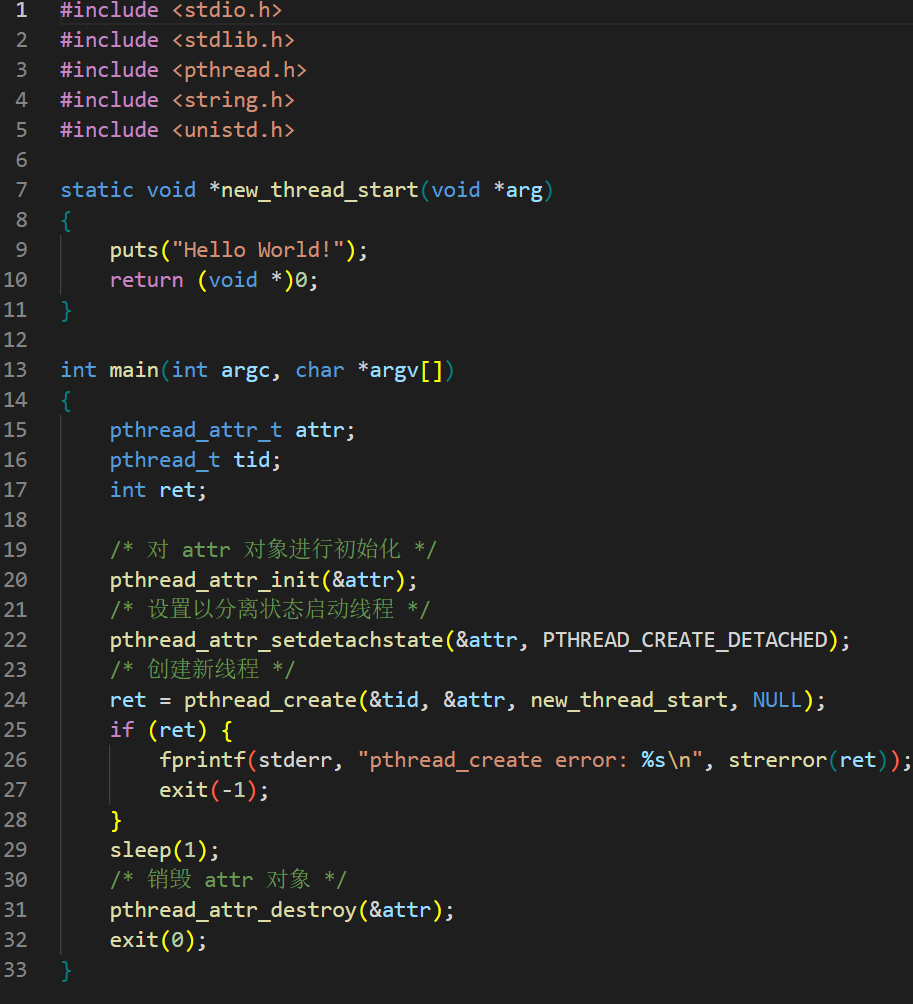 1 #include <stdio.h>
2 #include <stdlib.h>
3 #include <pthread.h>
4 #include <string.h>
5 #include <unistd.h>
6
7 static void *new_thread_start(void *arg)
8 {
9     puts("Hello World!");
10     return (void *)0;
11 }
12
13 int main(int argc, char *argv[])
14 {
15     pthread_attr_t attr;
16     pthread_t tid;
17     int ret;
18
19     /* 对 attr 对象进行初始化 */
20     pthread_attr_init(&attr);
21     /* 设置以分离状态启动线程 */
22     pthread_attr_setdetachstate(&attr, PTHREAD_CREATE_DETACHED);
23     /* 创建新线程 */
24     ret = pthread_create(&tid, &attr, new_thread_start, NULL);
25     if (ret) {
26         fprintf(stderr, "pthread_create error: %s\n", strerror(ret));
27         exit(-1);
28     }
29     sleep(1);
30     /* 销毁 attr 对象 */
31     pthread_attr_destroy(&attr);
32     exit(0);
33 }